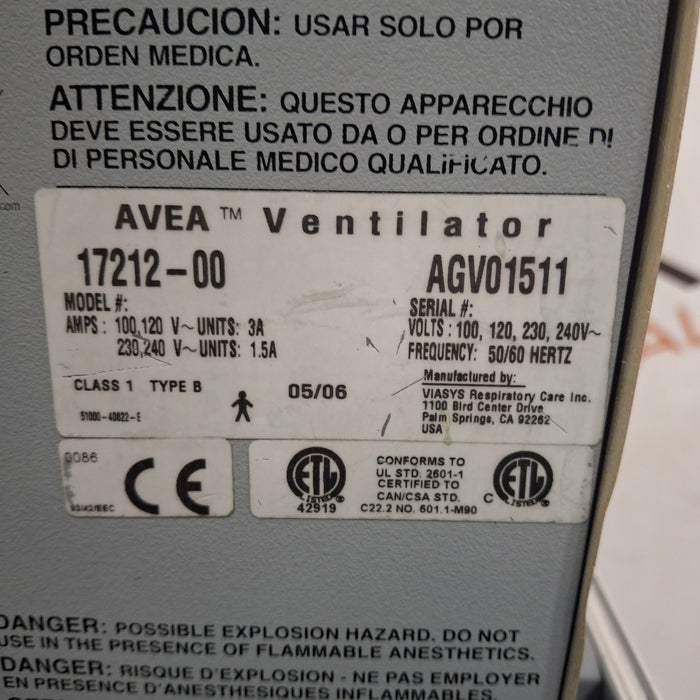 PRECAUCION: USAR SOLO POR
ORDEN MEDICA.
ATTENZIONE: QUESTO APPARECCHIO
DEVE ESSERE USATO DA O PER ORDINE DI
DI PERSONALE MEDICO QUALIFICATO.
com
AVEA™ Ventilator
17212-00
MODEL #:
AMPS : 100,120 V~UNITS: 3A
230,240 V~UNITS: 1.5A
CLASS 1 TYPE B
05/06
51000-40822-E
AGV01511
SERIAL #:
VOLTS : 100, 120, 230, 240V~
FREQUENCY: 50/60 HERTZ
Manufactured by:
VIASYS Respiratory Care Inc.
1100 Bird Center Drive
Palm Springs, CA 92262
USA
0086
CE
93/42/EEC
ETL
LISTED
42919
CONFORMS TO
UL STD. 2601-1
CERTIFIED TO
CAN/CSA STD.
C22.2 NO. 601.1-M90
C
ETL
LISTED
DANGER: POSSIBLE EXPLOSION HAZARD. DO NOT
USE IN THE PRESENCE OF FLAMMABLE ANESTHETICS.
DANGER: RISQUE D'EXPLOSION - NE PAS EMPLOYER
EN PRESENCE D'ANESTHESIQUES INFLAMMABLES.